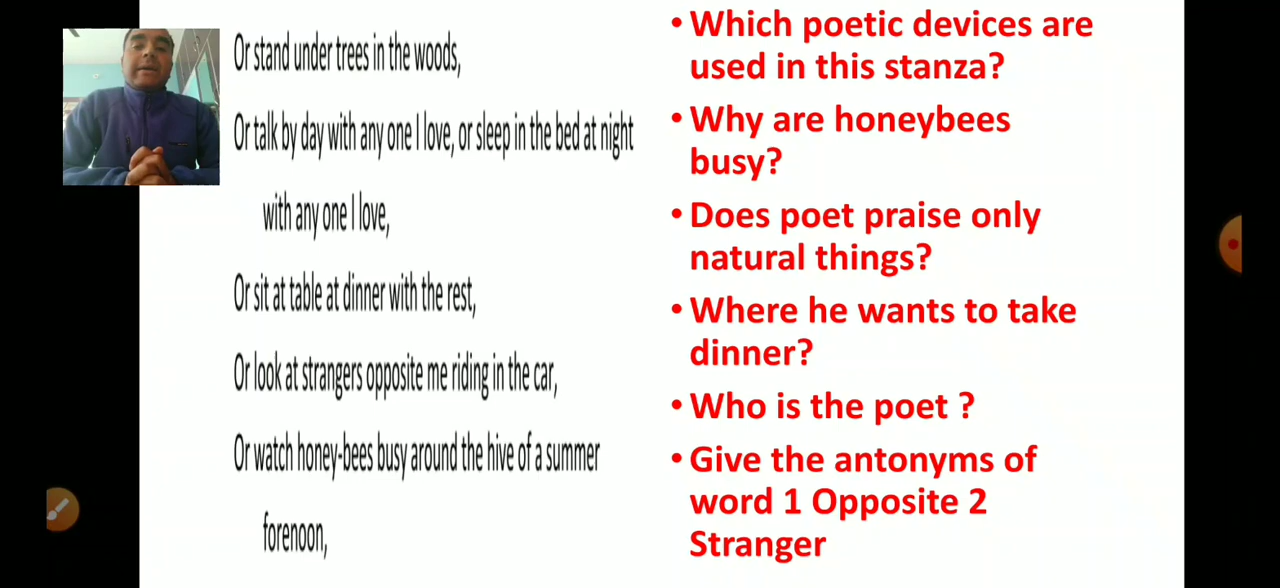 Or stand under trees in the woods,
Or talk by day with any one I love, or sleep in the bed at night
with any one I love,
Or sit at table at dinner with the rest,
Or look at strangers opposite me riding in the car,
Or watch honey-bees busy around the hive of a summer
forenoon,
• Which poetic devices are
used in this stanza?
• Why are honeybees
busy?
• Does poet praise only
natural things?
• Where he wants to take
dinner?
• Who is the poet ?
• Give the antonyms of
word 1 Opposite 2
Stranger